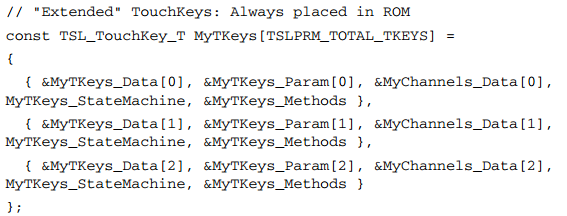 // "Extended" TouchKeys: Always placed in ROM
const TSL_TouchKey_T MyTKeys[TSLPRM_TOTAL_TKEYS] =
{
{ &MyTKeys_Data[0], &MyTKeys_Param[0], &MyChannels_Data[0],
MyTKeys_StateMachine, &MyTKeys_Methods },
{ &MyTKeys_Data[1], &MyTKeys_Param[1], &MyChannels_Data[1],
MyTKeys_StateMachine, &MyTKeys_Methods },
{ &MyTKeys_Data[2], &MyTKeys_Param[2], &MyChannels_Data[2],
MyTKeys_StateMachine, &MyTKeys_Methods }
};